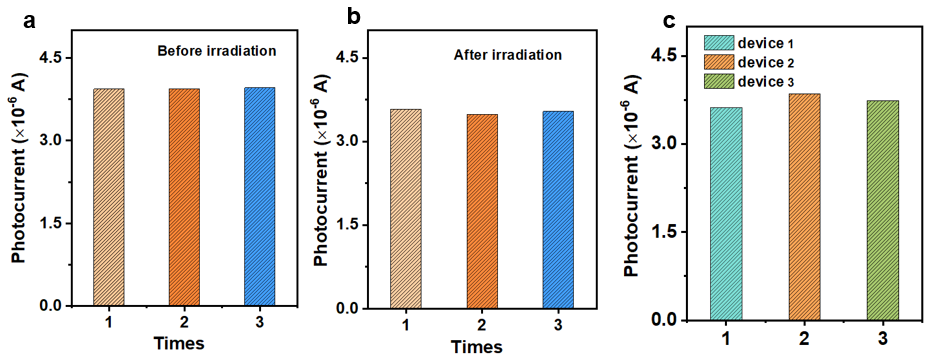 a
Before irradiation
Photocurrent (×10⁻⁶ A)
4.5
3.0
1.5
0.0
1 2 3
Times
b
After irradiation
Photocurrent (×10⁻⁶ A)
4.5
3.0
1.5
0.0
1 2 3
Times
c
device 1
device 2
device 3
Photocurrent (×10⁻⁶ A)
4.5
3.0
1.5
0.0
1 2 3